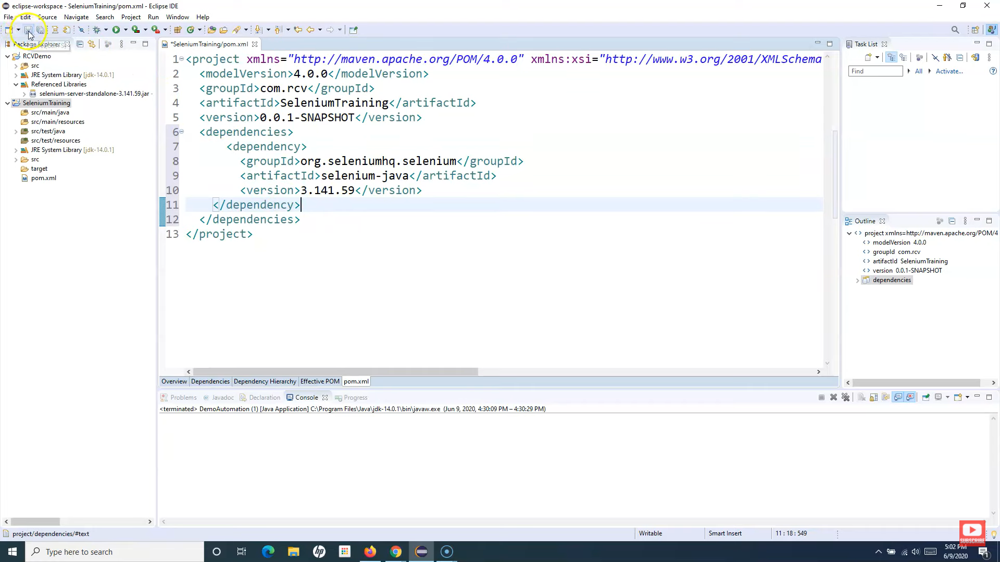 eclipse-workspace - SeleniumTraining/pom.xml - Eclipse IDE
File Edit Source Navigate Search Project Run Window Help
Package Explorer
RCVDemo
src
JRE System Library [jdk-14.0.1]
Referenced Libraries
selenium-server-standalone-3.141.59.jar -
SeleniumTraining
src/main/java
src/main/resources
src/test/java
src/test/resources
JRE System Library [jdk-14.0.1]
src
target
pom.xml
*SeleniumTraining/pom.xml
1 <project xmlns="http://maven.apache.org/POM/4.0.0" xmlns:xsi="http://www.w3.org/2001/XMLSchema
2 <modelVersion>4.0.0</modelVersion>
3 <groupId>com.rcv</groupId>
4 <artifactId>SeleniumTraining</artifactId>
5 <version>0.0.1-SNAPSHOT</version>
6 <dependencies>
7 <dependency>
8 <groupId>org.seleniumhq.selenium</groupId>
9 <artifactId>selenium-java</artifactId>
10 <version>3.141.59</version>
11 </dependency>
12 </dependencies>
13 </project>
Overview Dependencies Dependency Hierarchy Effective POM pom.xml
Task List
Find All Activate...
Outline
project xmlns=http://maven.apache.org/POM/4
modelVersion 4.0.0
groupId com.rcv
artifactId SeleniumTraining
version 0.0.1-SNAPSHOT
dependencies
Problems @ Javadoc Declaration Console Progress
<terminated> DemoAutomation (1) [Java Application] C:\Program Files\Java\jdk-14.0.1\bin\javaw.exe (Jun 9, 2020, 4:30:09 PM – 4:30:29 PM)
project/dependencies/#text
Writable
Smart Insert
11 : 18 : 549
SUBSCRIBE
Type here to search
5:02 PM
6/9/2020